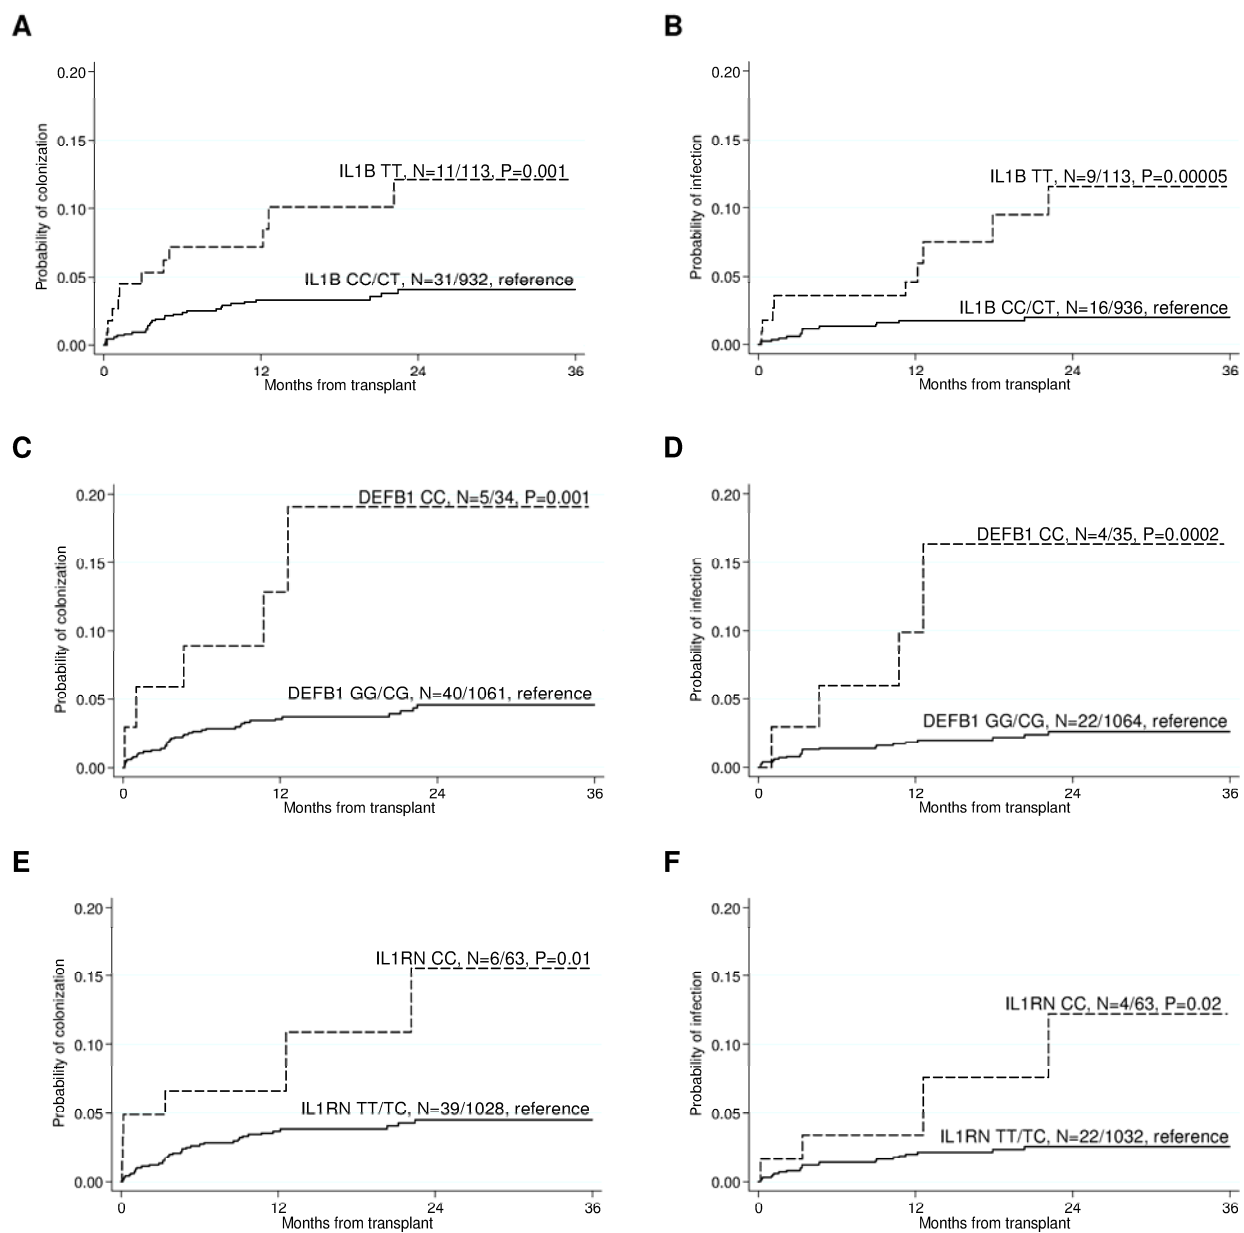 A
0.20
0.15
0.10
0.05
0.00
Probability of colonization
IL1B TT, N=11/113, P=0.001
IL1B CC/CT, N=31/932, reference
0 12 24 36
Months from transplant
B
0.20
0.15
0.10
0.05
0.00
Probability of infection
IL1B TT, N=9/113, P=0.00005
IL1B CC/CT, N=16/936, reference
0 12 24 36
Months from transplant
C
0.20
0.15
0.10
0.05
0.00
Probability of colonization
DEFB1 CC, N=5/34, P=0.001
DEFB1 GG/CG, N=40/1061, reference
0 12 24 36
Months from transplant
D
0.20
0.15
0.10
0.05
0.00
Probability of infection
DEFB1 CC, N=4/35, P=0.0002
DEFB1 GG/CG, N=22/1064, reference
0 12 24 36
Months from transplant
E
0.20
0.15
0.10
0.05
0.00
Probability of colonization
IL1RN CC, N=6/63, P=0.01
IL1RN TT/TC, N=39/1028, reference
0 12 24 36
Months from transplant
F
0.20
0.15
0.10
0.05
0.00
Probability of infection
IL1RN CC, N=4/63, P=0.02
IL1RN TT/TC, N=22/1032, reference
0 12 24 36
Months from transplant